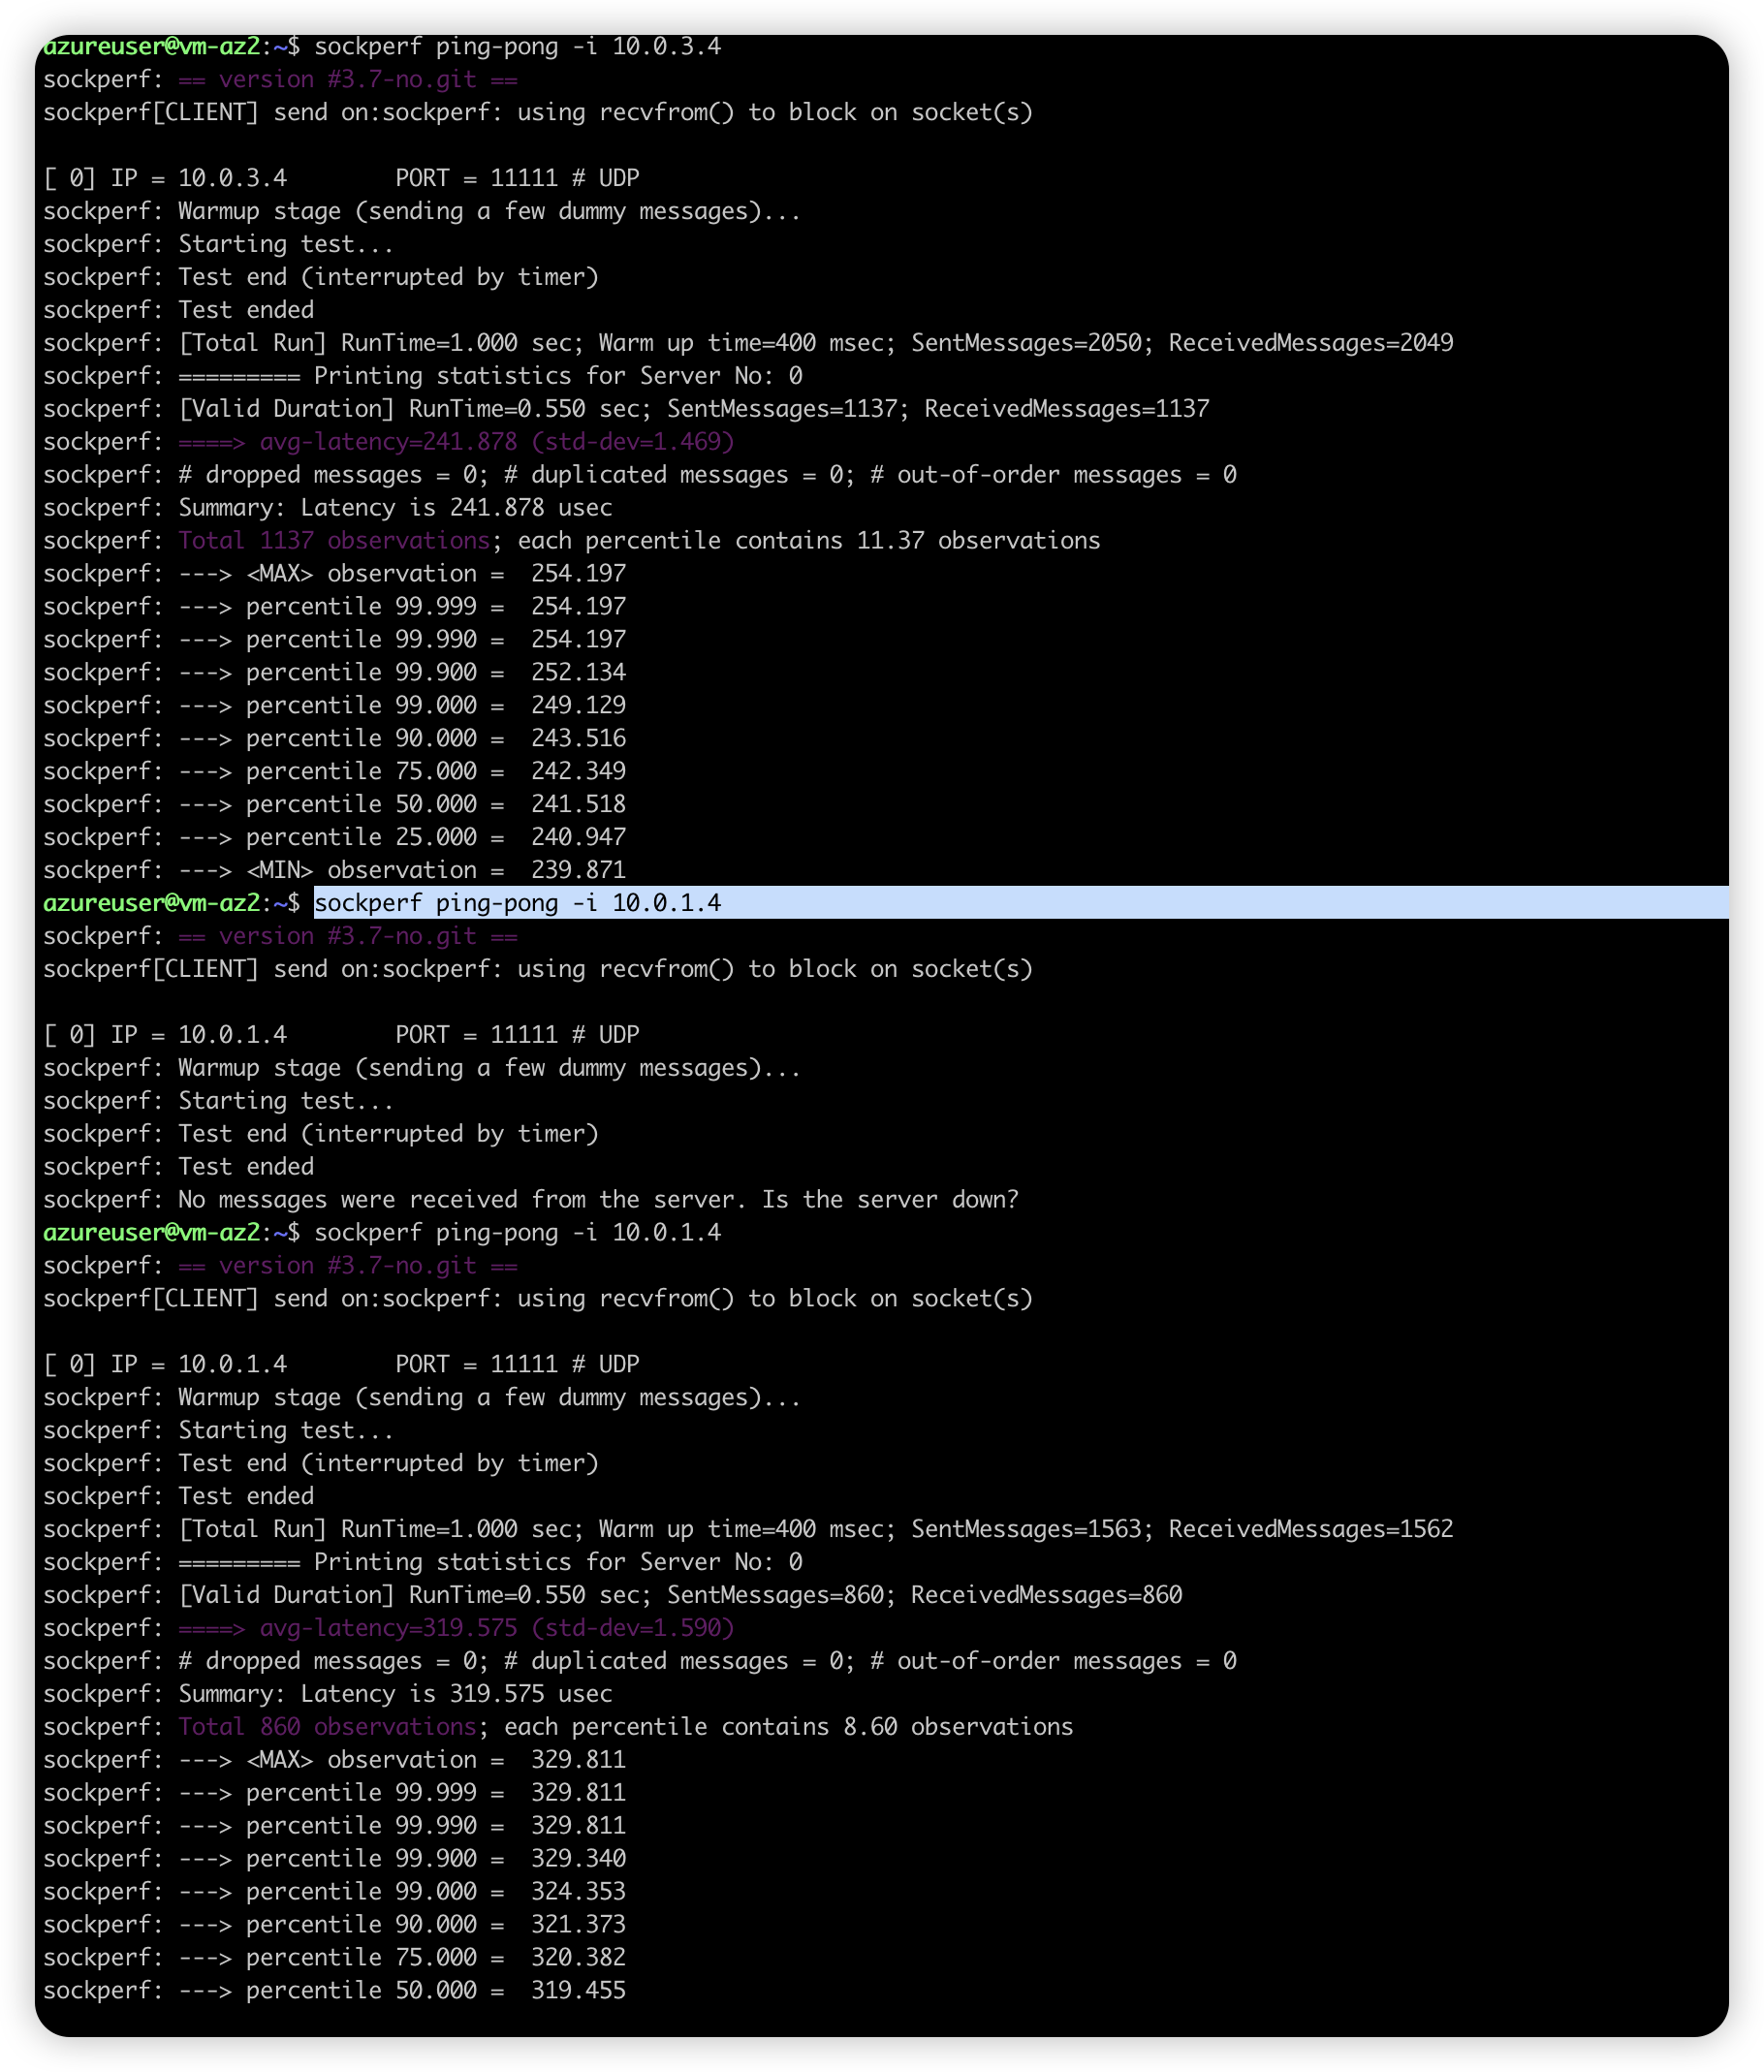 azureuser@vm-az2:~$ sockperf ping-pong -i 10.0.3.4
sockperf: == version #3.7-no.git ==
sockperf[CLIENT] send on:sockperf: using recvfrom() to block on socket(s)

[ 0] IP = 10.0.3.4        PORT = 11111 # UDP
sockperf: Warmup stage (sending a few dummy messages)...
sockperf: Starting test...
sockperf: Test end (interrupted by timer)
sockperf: Test ended
sockperf: [Total Run] RunTime=1.000 sec; Warm up time=400 msec; SentMessages=2050; ReceivedMessages=2049
sockperf: ========= Printing statistics for Server No: 0
sockperf: [Valid Duration] RunTime=0.550 sec; SentMessages=1137; ReceivedMessages=1137
sockperf: ====> avg-latency=241.878 (std-dev=1.469)
sockperf: # dropped messages = 0; # duplicated messages = 0; # out-of-order messages = 0
sockperf: Summary: Latency is 241.878 usec
sockperf: Total 1137 observations; each percentile contains 11.37 observations
sockperf: ---> <MAX> observation =  254.197
sockperf: ---> percentile 99.999 =  254.197
sockperf: ---> percentile 99.990 =  254.197
sockperf: ---> percentile 99.900 =  252.134
sockperf: ---> percentile 99.000 =  249.129
sockperf: ---> percentile 90.000 =  243.516
sockperf: ---> percentile 75.000 =  242.349
sockperf: ---> percentile 50.000 =  241.518
sockperf: ---> percentile 25.000 =  240.947
sockperf: ---> <MIN> observation =  239.871
azureuser@vm-az2:~$ sockperf ping-pong -i 10.0.1.4
sockperf: == version #3.7-no.git ==
sockperf[CLIENT] send on:sockperf: using recvfrom() to block on socket(s)

[ 0] IP = 10.0.1.4        PORT = 11111 # UDP
sockperf: Warmup stage (sending a few dummy messages)...
sockperf: Starting test...
sockperf: Test end (interrupted by timer)
sockperf: Test ended
sockperf: No messages were received from the server. Is the server down?
azureuser@vm-az2:~$ sockperf ping-pong -i 10.0.1.4
sockperf: == version #3.7-no.git ==
sockperf[CLIENT] send on:sockperf: using recvfrom() to block on socket(s)

[ 0] IP = 10.0.1.4        PORT = 11111 # UDP
sockperf: Warmup stage (sending a few dummy messages)...
sockperf: Starting test...
sockperf: Test end (interrupted by timer)
sockperf: Test ended
sockperf: [Total Run] RunTime=1.000 sec; Warm up time=400 msec; SentMessages=1563; ReceivedMessages=1562
sockperf: ========= Printing statistics for Server No: 0
sockperf: [Valid Duration] RunTime=0.550 sec; SentMessages=860; ReceivedMessages=860
sockperf: ====> avg-latency=319.575 (std-dev=1.590)
sockperf: # dropped messages = 0; # duplicated messages = 0; # out-of-order messages = 0
sockperf: Summary: Latency is 319.575 usec
sockperf: Total 860 observations; each percentile contains 8.60 observations
sockperf: ---> <MAX> observation =  329.811
sockperf: ---> percentile 99.999 =  329.811
sockperf: ---> percentile 99.990 =  329.811
sockperf: ---> percentile 99.900 =  329.340
sockperf: ---> percentile 99.000 =  324.353
sockperf: ---> percentile 90.000 =  321.373
sockperf: ---> percentile 75.000 =  320.382
sockperf: ---> percentile 50.000 =  319.455